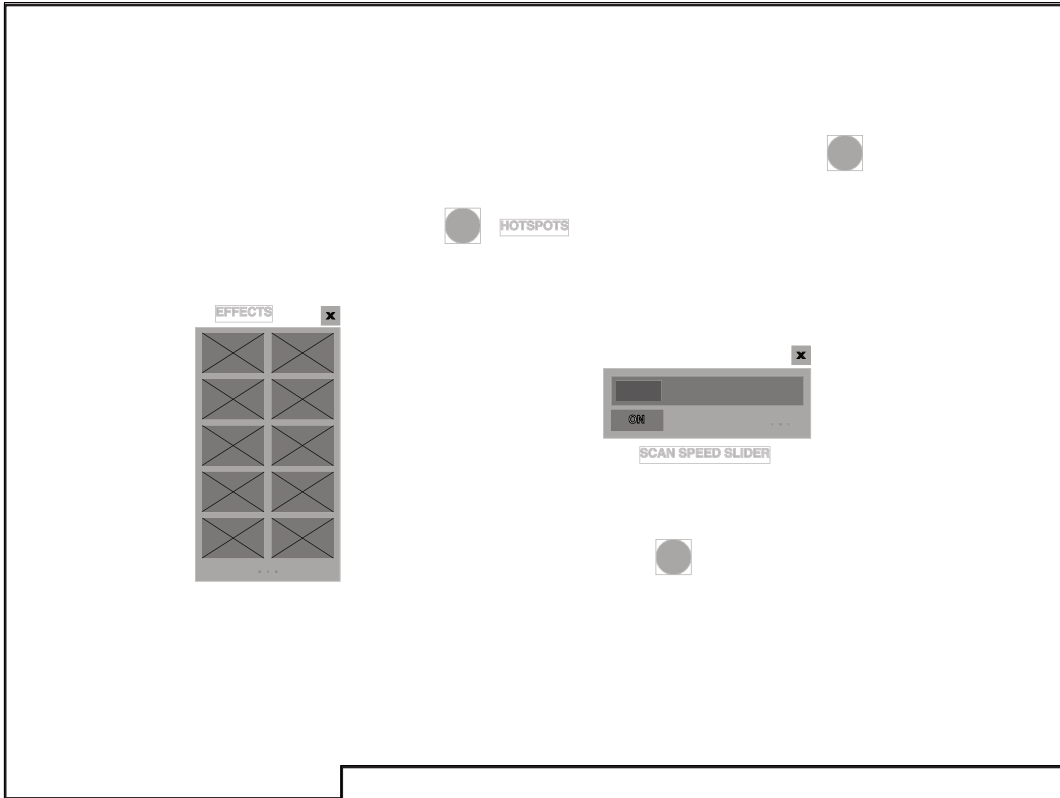 HOTSPOTS
EFFECTS
x
x
ON
SCAN SPEED SLIDER